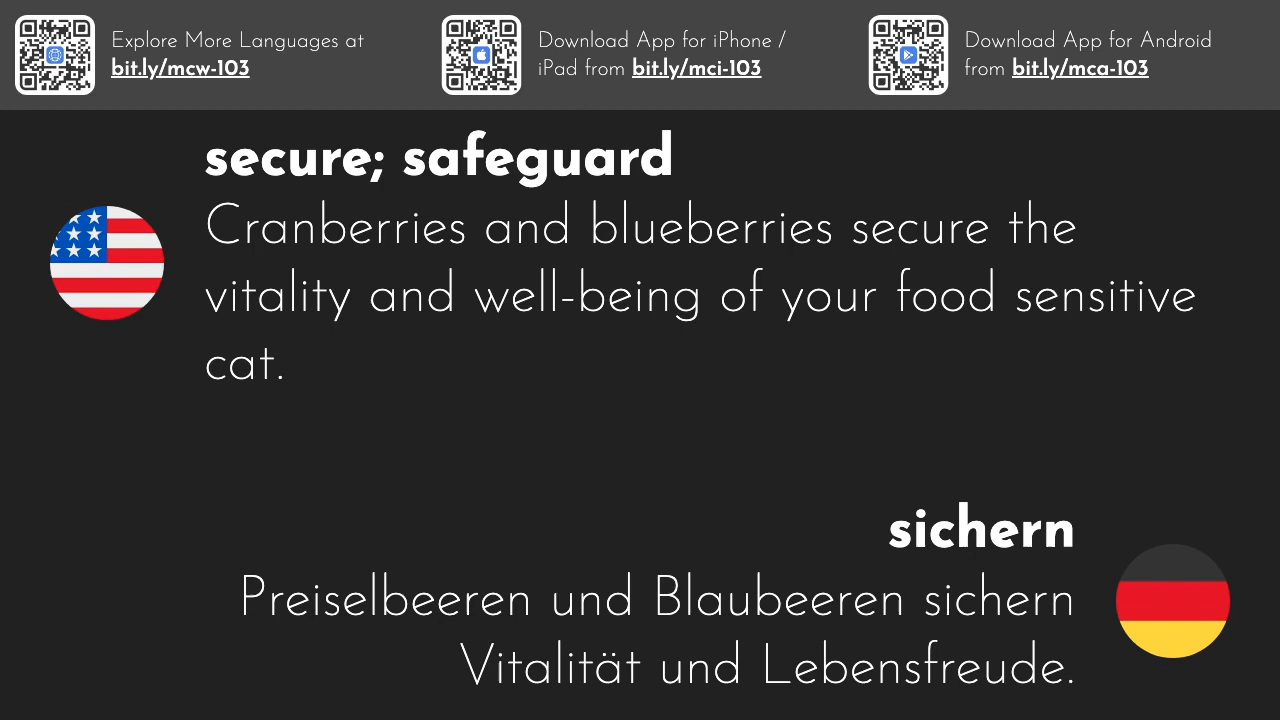 Explore More Languages at
bit.ly/mcw-103
Download App for iPhone /
iPad from bit.ly/mci-103
Download App for Android
from bit.ly/mca-103
secure; safeguard
Cranberries and blueberries secure the
vitality and well-being of your food sensitive
cat.
sichern
Preiselbeeren und Blaubeeren sichern
Vitalität und Lebensfreude.